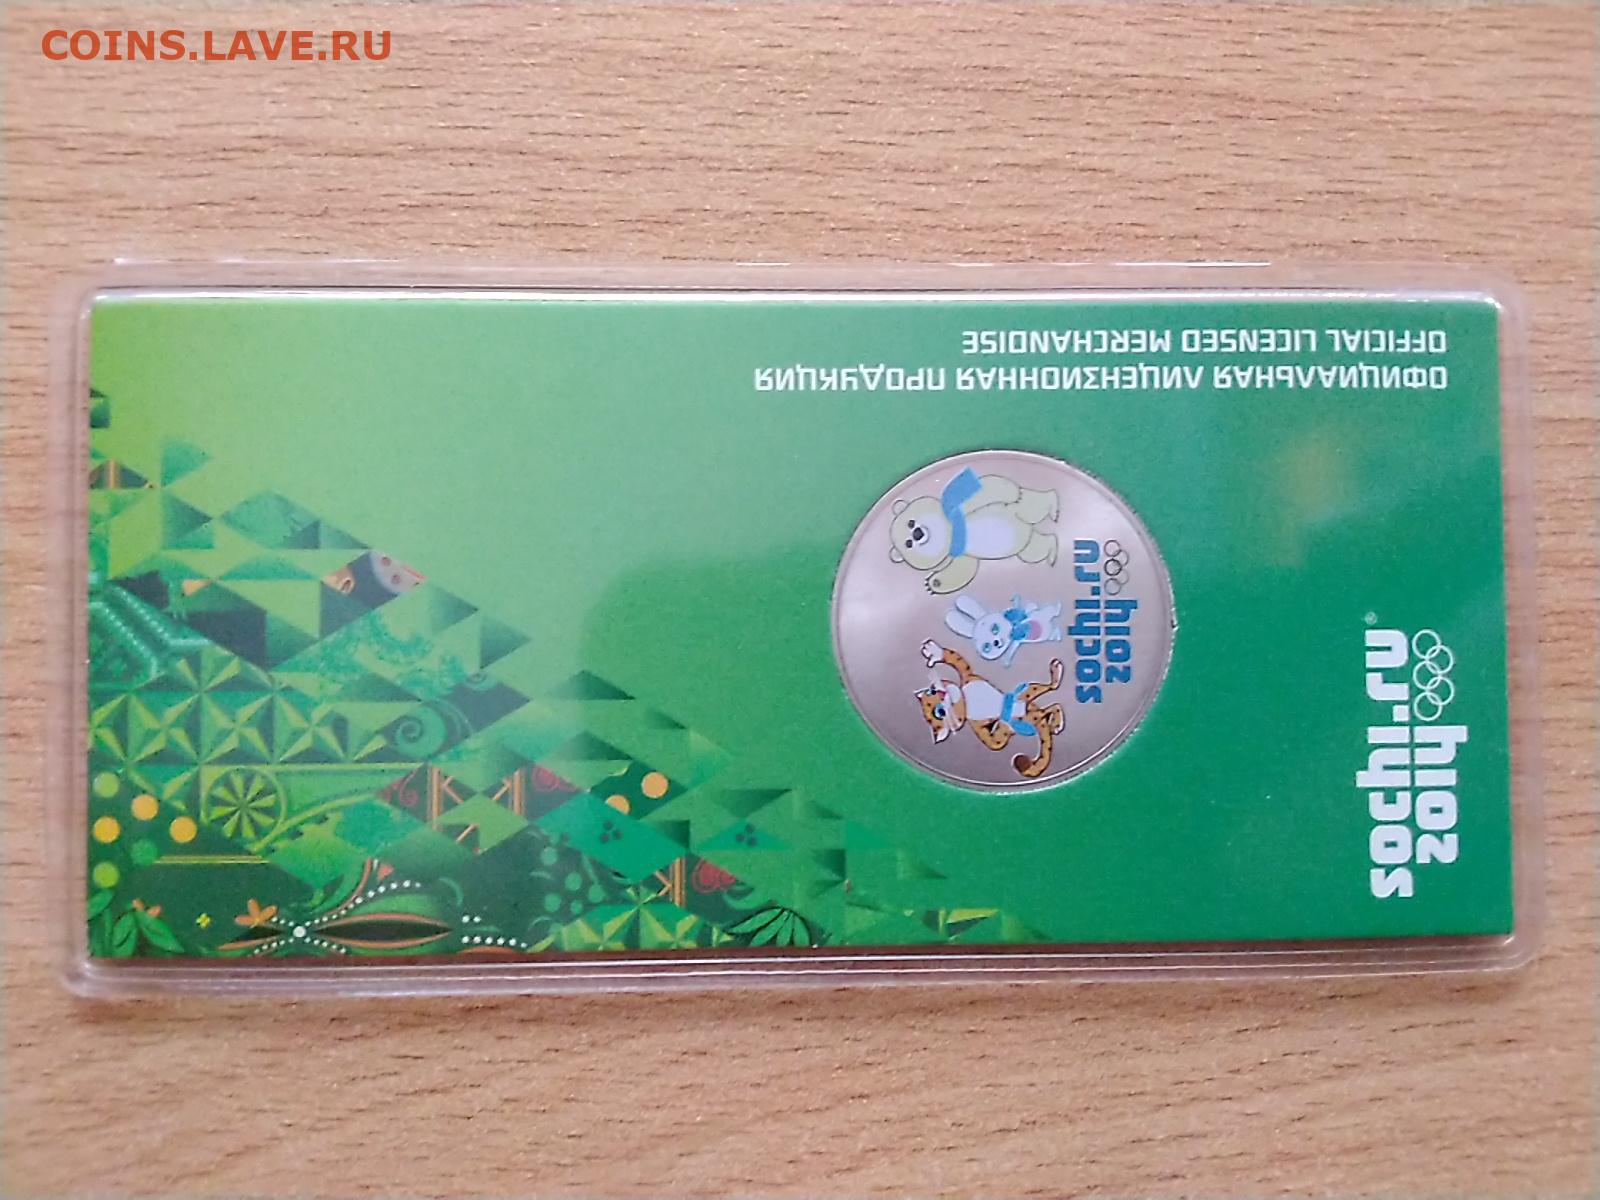 COINS.LAVE.RU
ОФИЦИАЛЬНАЯ ЛИЦЕНЗИОННАЯ ПРОДУКЦИЯ
OFFICIAL LICENSED MERCHANDISE
sochi.ru
2014
sochi.ru®
2014